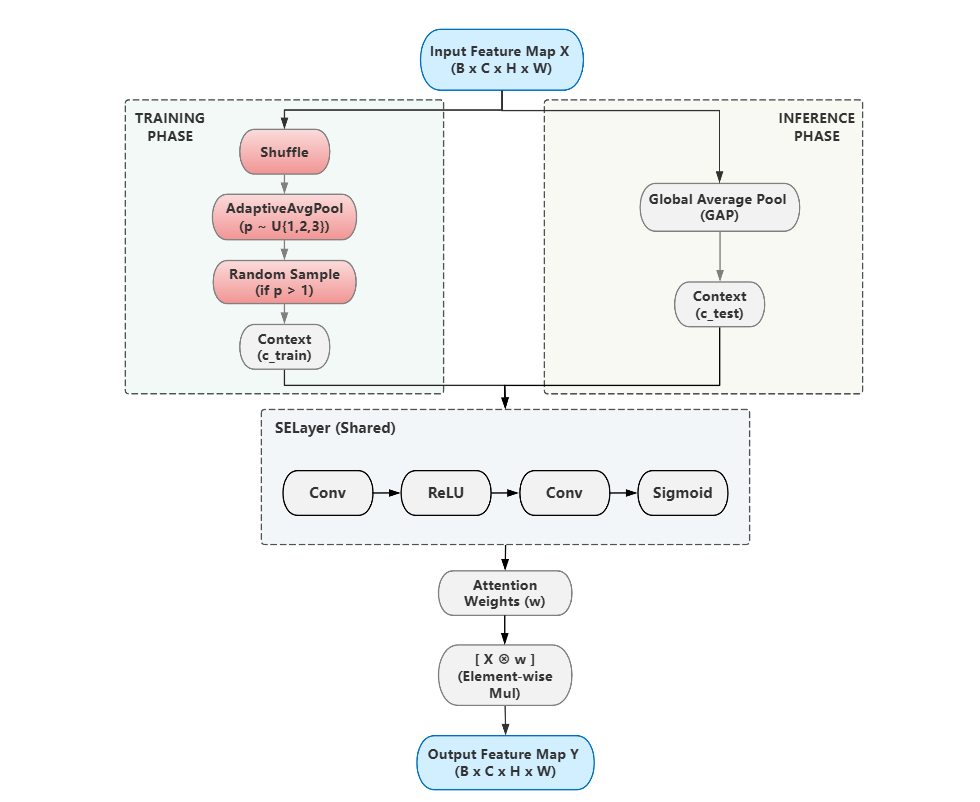 Input Feature Map X
(B x C x H x W)
TRAINING
PHASE
Shuffle
AdaptiveAvgPool
(p ~ U{1,2,3})
Random Sample
(if p > 1)
Context
(c_train)
INFERENCE
PHASE
Global Average Pool
(GAP)
Context
(c_test)
SELayer (Shared)
Conv
ReLU
Conv
Sigmoid
Attention
Weights (w)
[ X ⊗ w ]
(Element-wise
Mul)
Output Feature Map Y
(B x C x H x W)